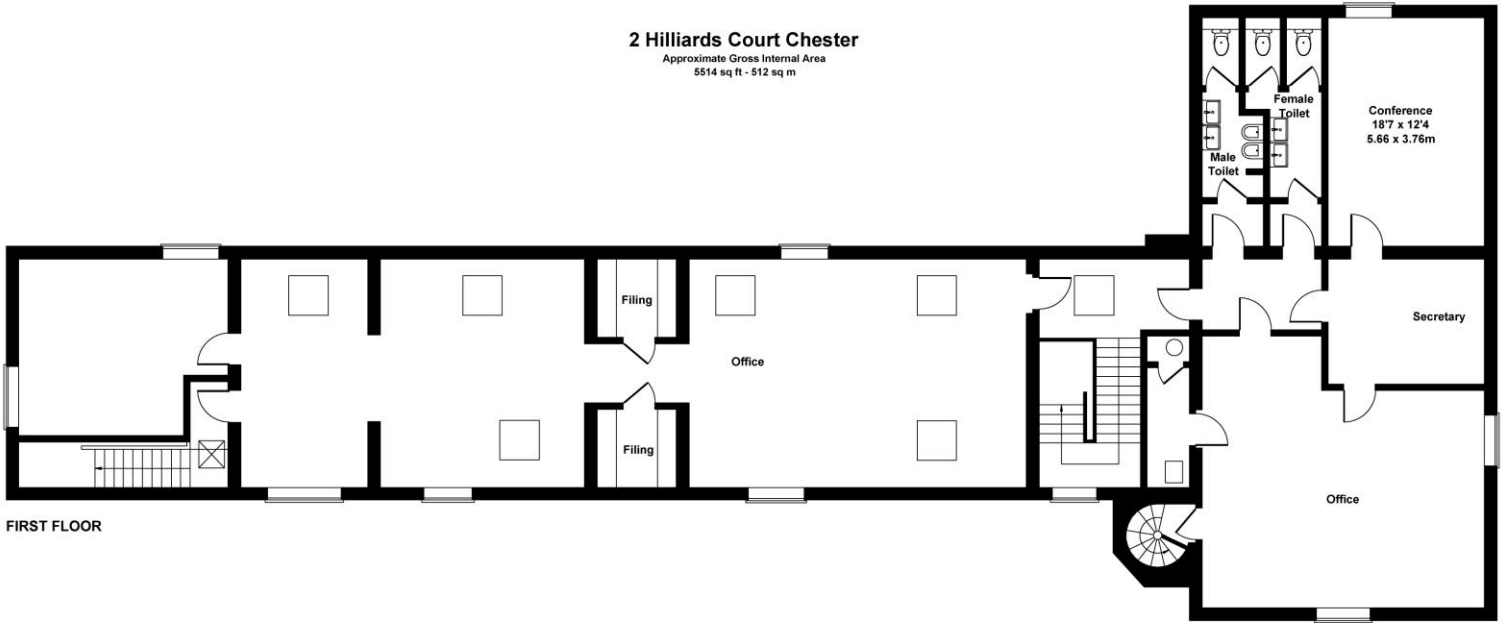 2 Hilliards Court Chester
Approximate Gross Internal Area
5514 sq ft - 512 sq m
Female
Toilet
Conference
18'7 x 12'4
5.66 x 3.76m
Male
Toilet
Filing
Secretary
Office
Filing
Office
FIRST FLOOR